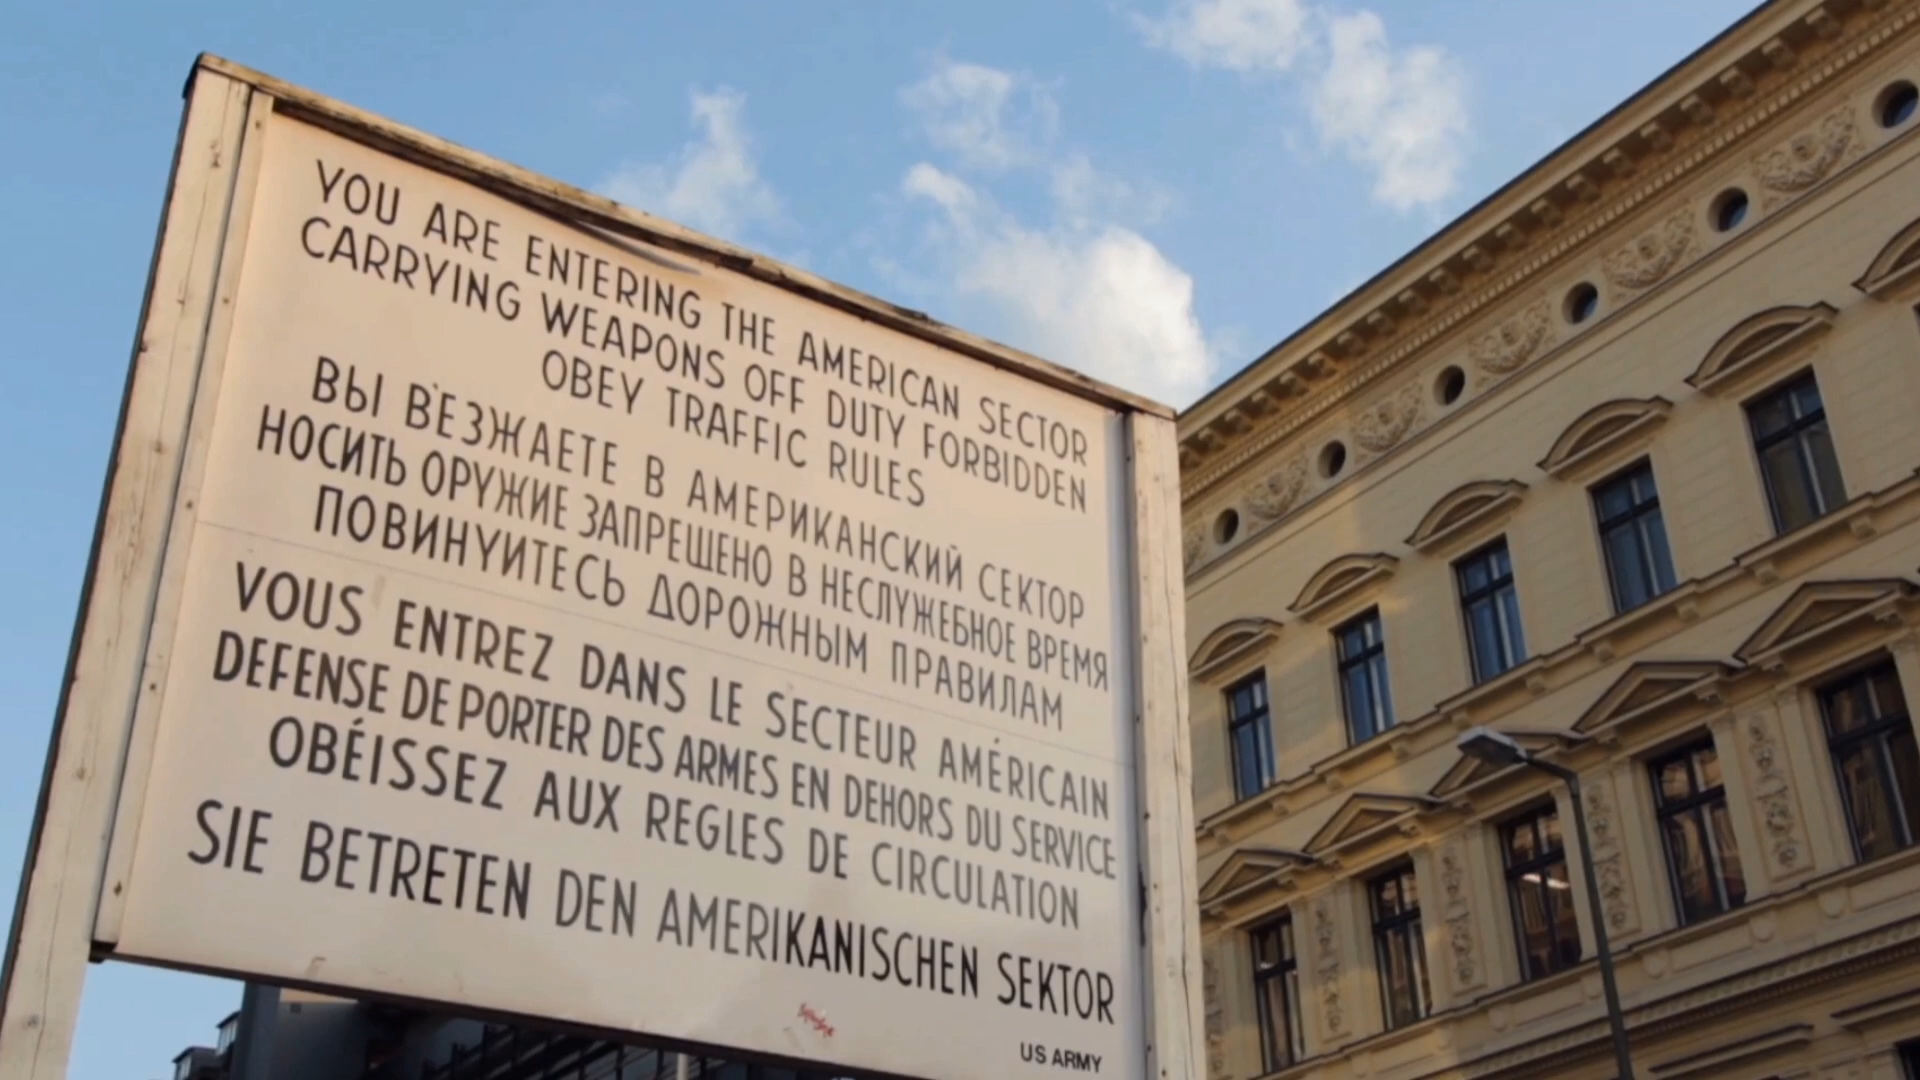 YOU ARE ENTERING THE AMERICAN SECTOR
CARRYING WEAPONS OFF DUTY FORBIDDEN
OBEY TRAFFIC RULES
ВЫ В'ЕЗЖАЕТЕ В АМЕРИКАНСКИЙ СЕКТОР
НОСИТЬ ОРУЖИЕ ЗАПРЕЩЕНО В НЕСЛУЖЕБНОЕ ВРЕМЯ
ПОВИНУИТЕСЬ ДОРОЖНЫМ ПРАВИЛАМ
VOUS ENTREZ DANS LE SECTEUR AMÉRICAIN
DEFENSE DE PORTER DES ARMES EN DEHORS DU SERVICE
OBÉISSEZ AUX REGLES DE CIRCULATION
SIE BETRETEN DEN AMERIKANISCHEN SEKTOR
US ARMY